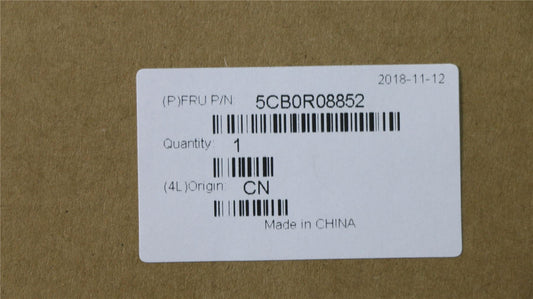 2018-11-12
(P)FRU P/N: 5CB0R08852
Quantity: 1
(4L)Origin: CN
Made in CHINA